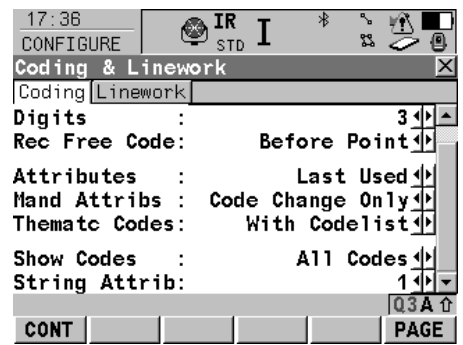 17:36
CONFIGURE
IR
STD
I
Coding & Linework
Coding Linework
Digits : 3
Rec Free Code: Before Point
Attributes : Last Used
Mand Attribs : Code Change Only
Thematc Codes: With Codelist
Show Codes : All Codes
String Attrib: 1
Q3A
CONT PAGE